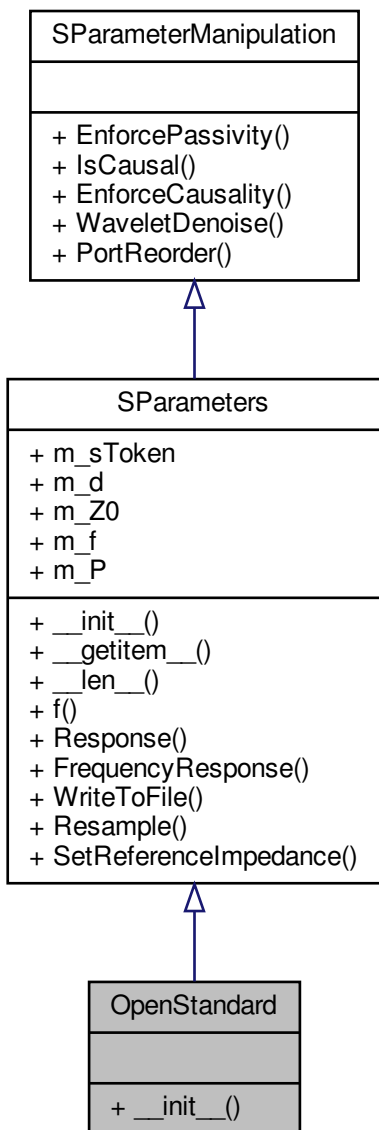 SParameterManipulation
+ EnforcePassivity()
+ IsCausal()
+ EnforceCausality()
+ WaveletDenoise()
+ PortReorder()
SParameters
+ m_sToken
+ m_d
+ m_Z0
+ m_f
+ m_P
+ __init__()
+ __getitem__()
+ __len__()
+ f()
+ Response()
+ FrequencyResponse()
+ WriteToFile()
+ Resample()
+ SetReferenceImpedance()
OpenStandard
+ __init__()